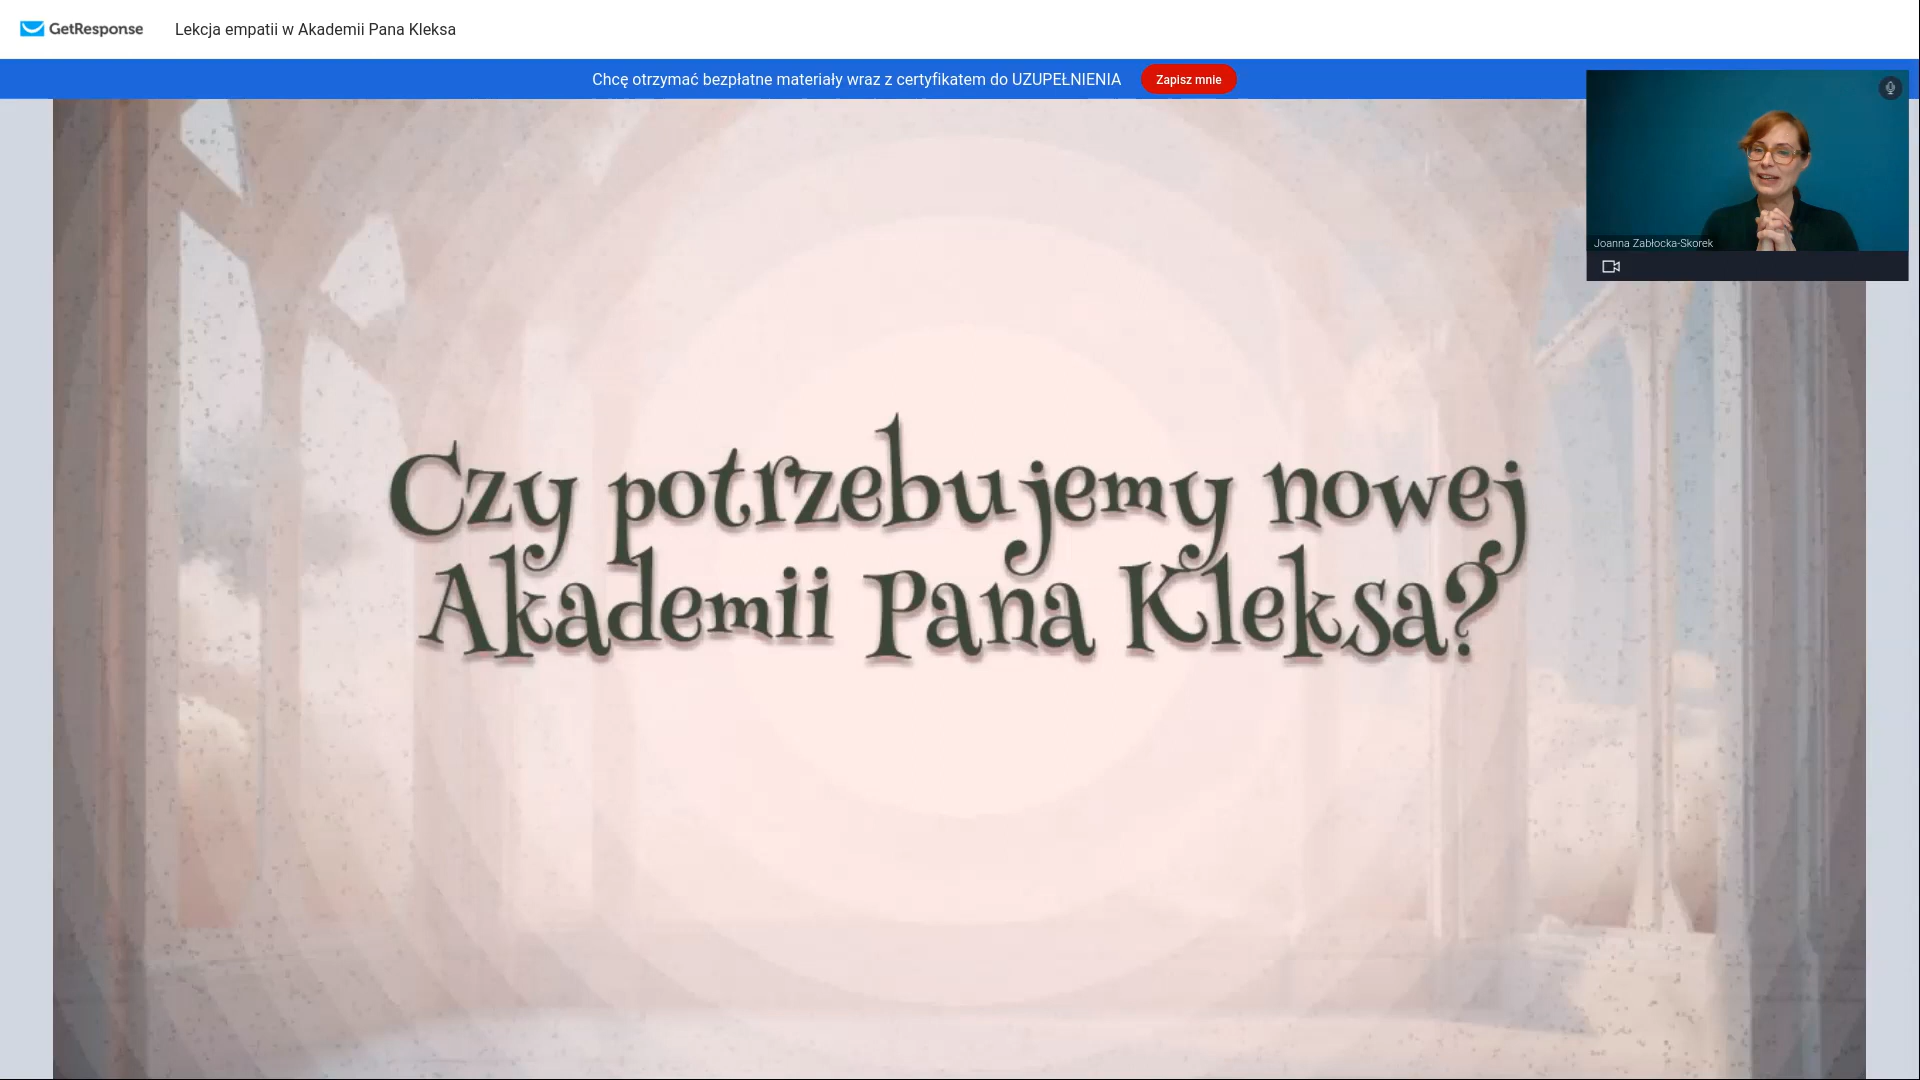 GetResponse
Lekcja empatii w Akademii Pana Kleksa
Chcę otrzymać bezpłatne materiały wraz z certyfikatem do UZUPEŁNIENIA
Zapisz mnie
Joanna Zabłocka-Skorek
Czy potrzebujemy nowej
Akademii Pana Kleksa?